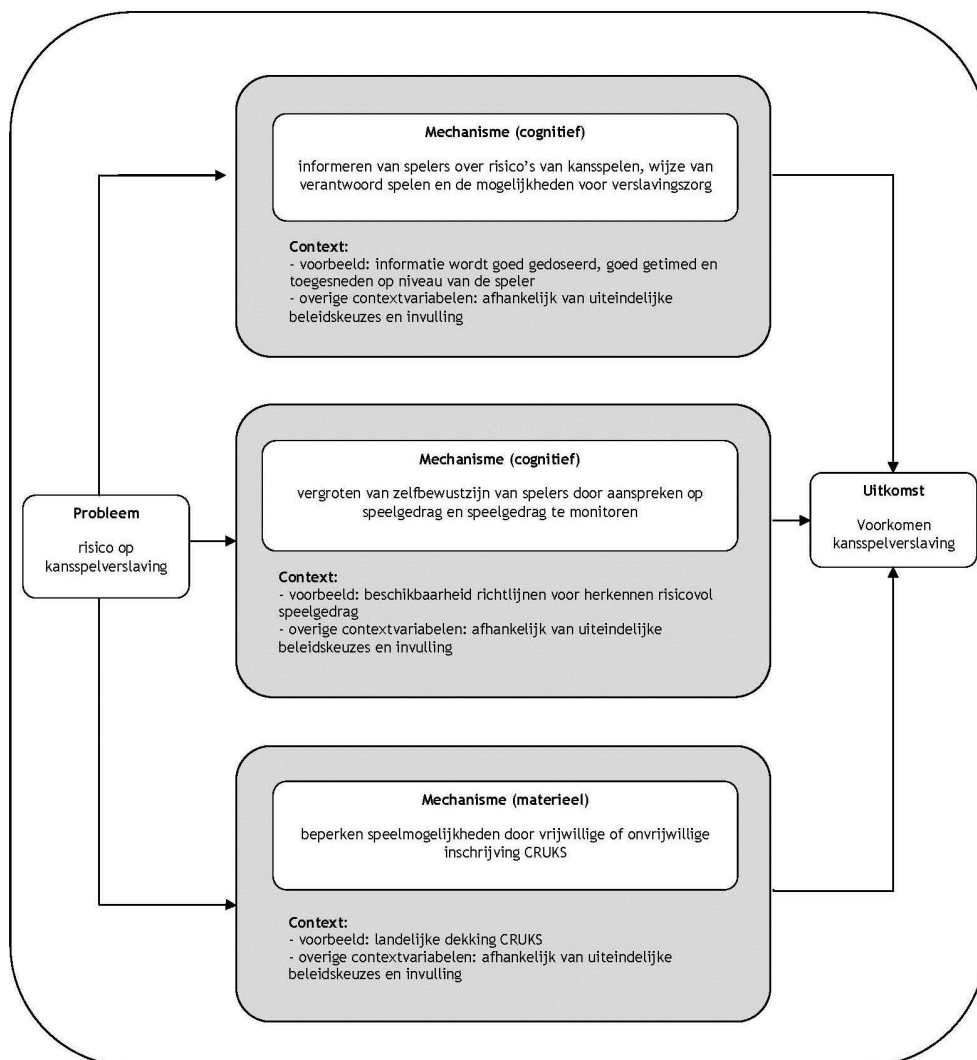 Mechanisme (cognitief)
informeren van spelers over risico's van kansspelen, wijze van
verantwoord spelen en de mogelijkheden voor verslavingszorg
Context:
- voorbeeld: informatie wordt goed gedoseerd, goed getimed en
toegesneden op niveau van de speler
- overige contextvariabelen: afhankelijk van uiteindelijke
beleidskeuzes en invulling
Probleem
risico op
kansspelverslaving
Mechanisme (cognitief)
vergroten van zelfbewustzijn van spelers door aanspreken op
speelgedrag en speelgedrag te monitoren
Context:
- voorbeeld: beschikbaarheid richtlijnen voor herkennen risicovol
speelgedrag
- overige contextvariabelen: afhankelijk van uiteindelijke
beleidskeuzes en invulling
Uitkomst
Voorkomen
kansspelverslaving
Mechanisme (materieel)
beperken speelmogelijkheden door vrijwillige of onvrijwillige
inschrijving CRUKS
Context:
- voorbeeld: landelijke dekking CRUKS
- overige contextvariabelen: afhankelijk van uiteindelijke
beleidskeuzes en invulling